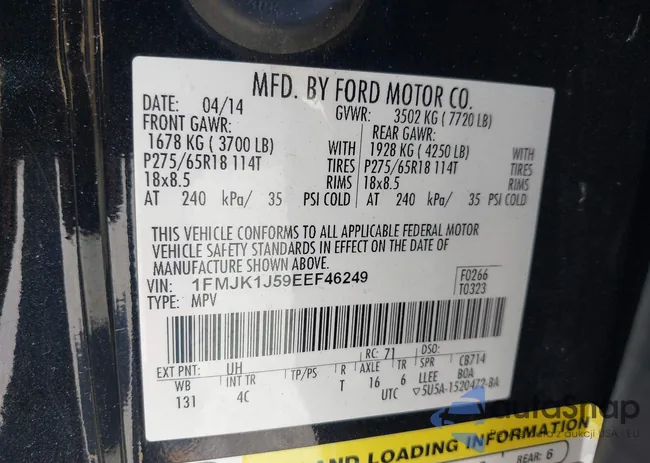 MFD. BY FORD MOTOR CO.
DATE: 04/14 GVWR: 3502 KG ( 7720 LB)
FRONT GAWR: REAR GAWR:
1678 KG ( 3700 LB) WITH 1928 KG ( 4250 LB) WITH
P275/65R18 114T TIRES P275/65R18 114T TIRES
18x8.5 RIMS 18x8.5 RIMS
AT 240 kPa/ 35 PSI COLD AT 240 kPa/ 35 PSI COLD
THIS VEHICLE CONFORMS TO ALL APPLICABLE FEDERAL MOTOR
VEHICLE SAFETY STANDARDS IN EFFECT ON THE DATE OF
MANUFACTURE SHOWN ABOVE.
VIN: 1FMJK1J59EEF46249 F0266
TYPE: MPV T0323
EXT PNT: UH RC: 71 DSO: CB714
WB INT TR TP/PS R AXLE TR SPR BOA
131 4C T 16 6 LLEE
UTC ▽5U5A-1520472-BA
autoSnap
AND LOADING INFORMATION
REAR: 6